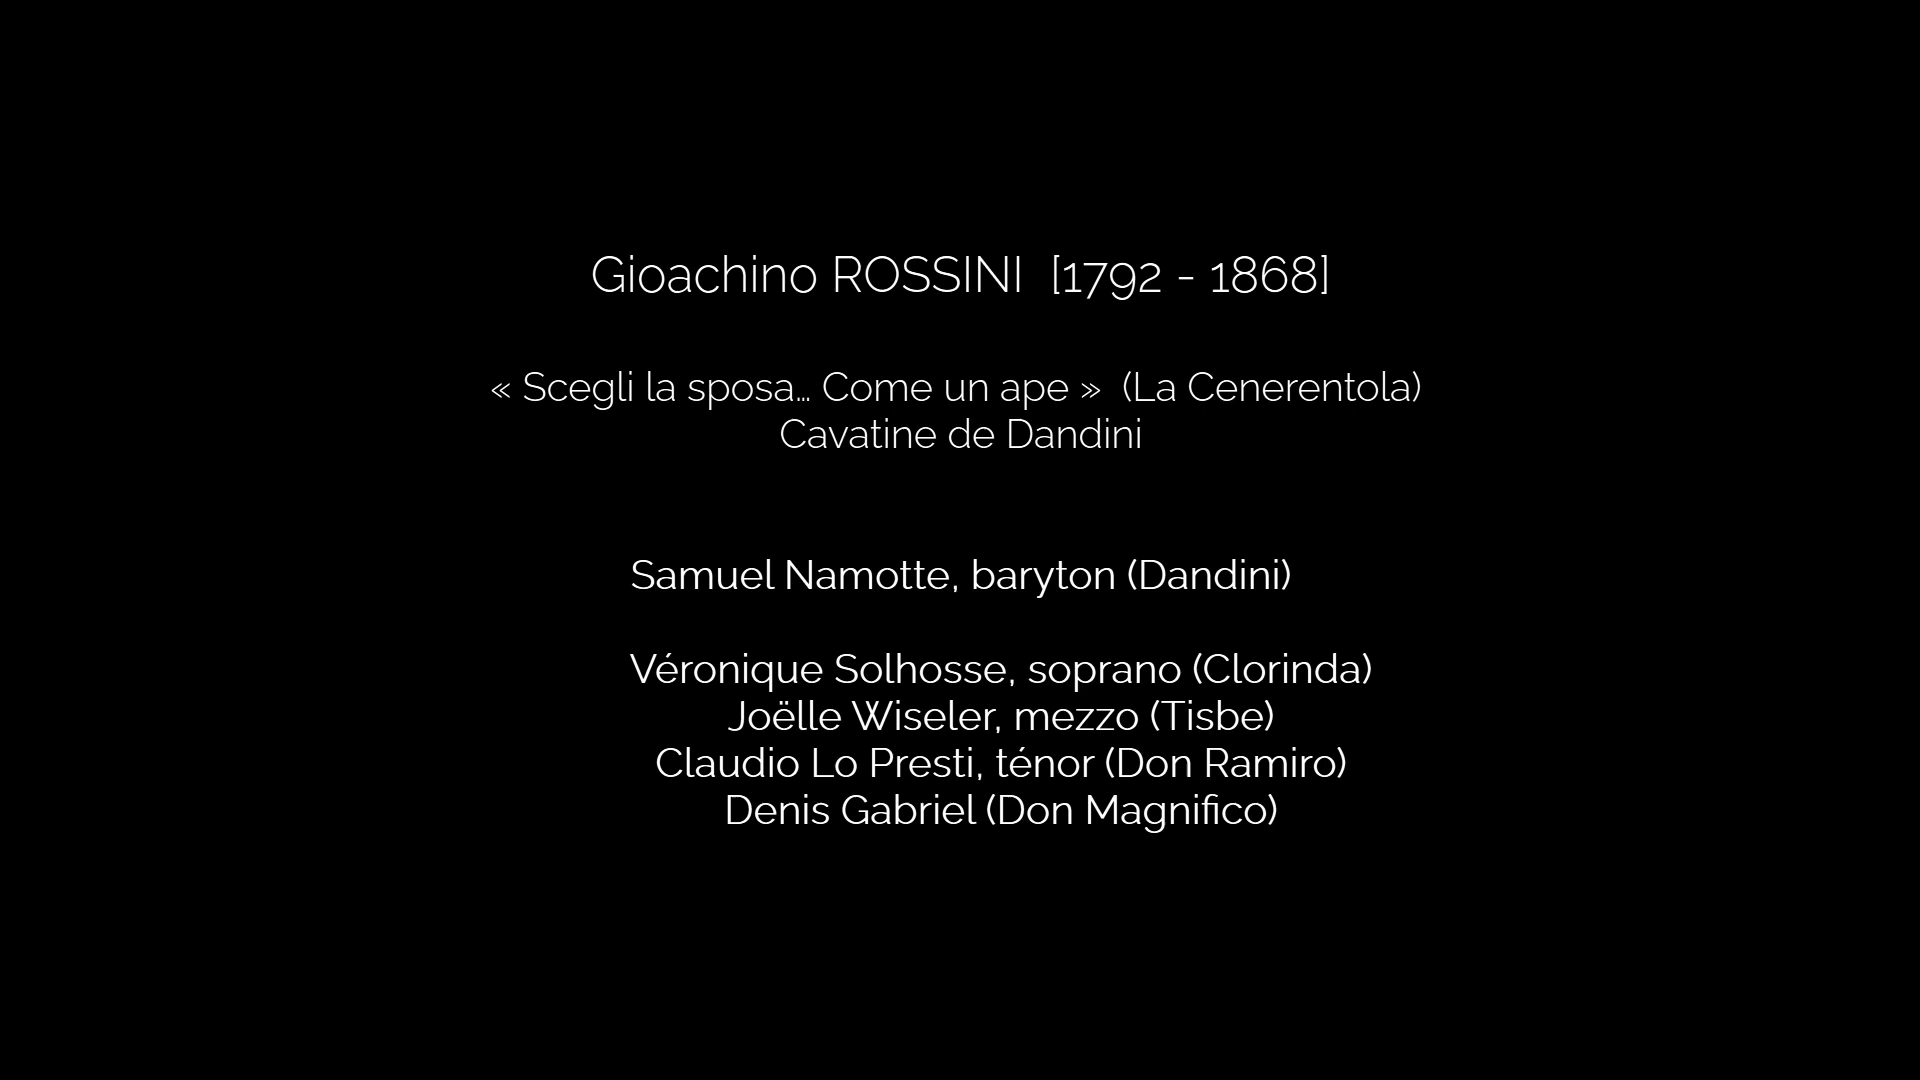 Gioachino ROSSINI  [1792 - 1868]
« Scegli la sposa... Come un ape »  (La Cenerentola)
Cavatine de Dandini
Samuel Namotte, baryton (Dandini)
Véronique Solhosse, soprano (Clorinda)
Joëlle Wiseler, mezzo (Tisbe)
Claudio Lo Presti, ténor (Don Ramiro)
Denis Gabriel (Don Magnifico)